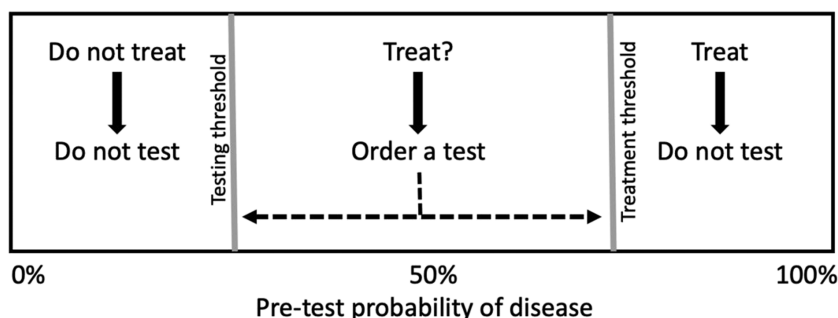 Do not treat
Do not test
Testing threshold
Treat?
Order a test
Treatment threshold
Treat
Do not test
0%
50%
100%
Pre-test probability of disease